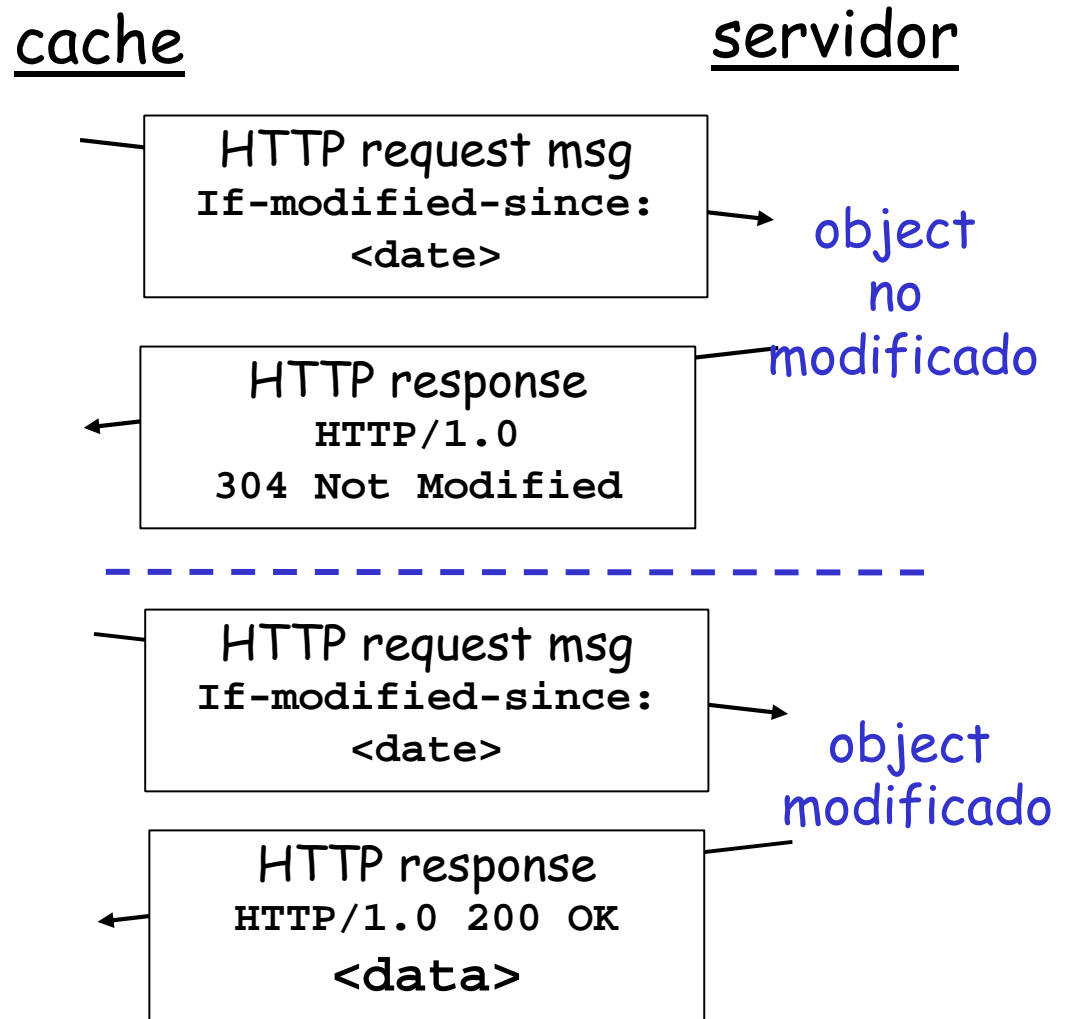 cache
servidor
HTTP request msg
If-modified-since:
<date>
object
no
modificado
HTTP response
HTTP/1.0
304 Not Modified
HTTP request msg
If-modified-since:
<date>
object
modificado
HTTP response
HTTP/1.0 200 OK
<data>